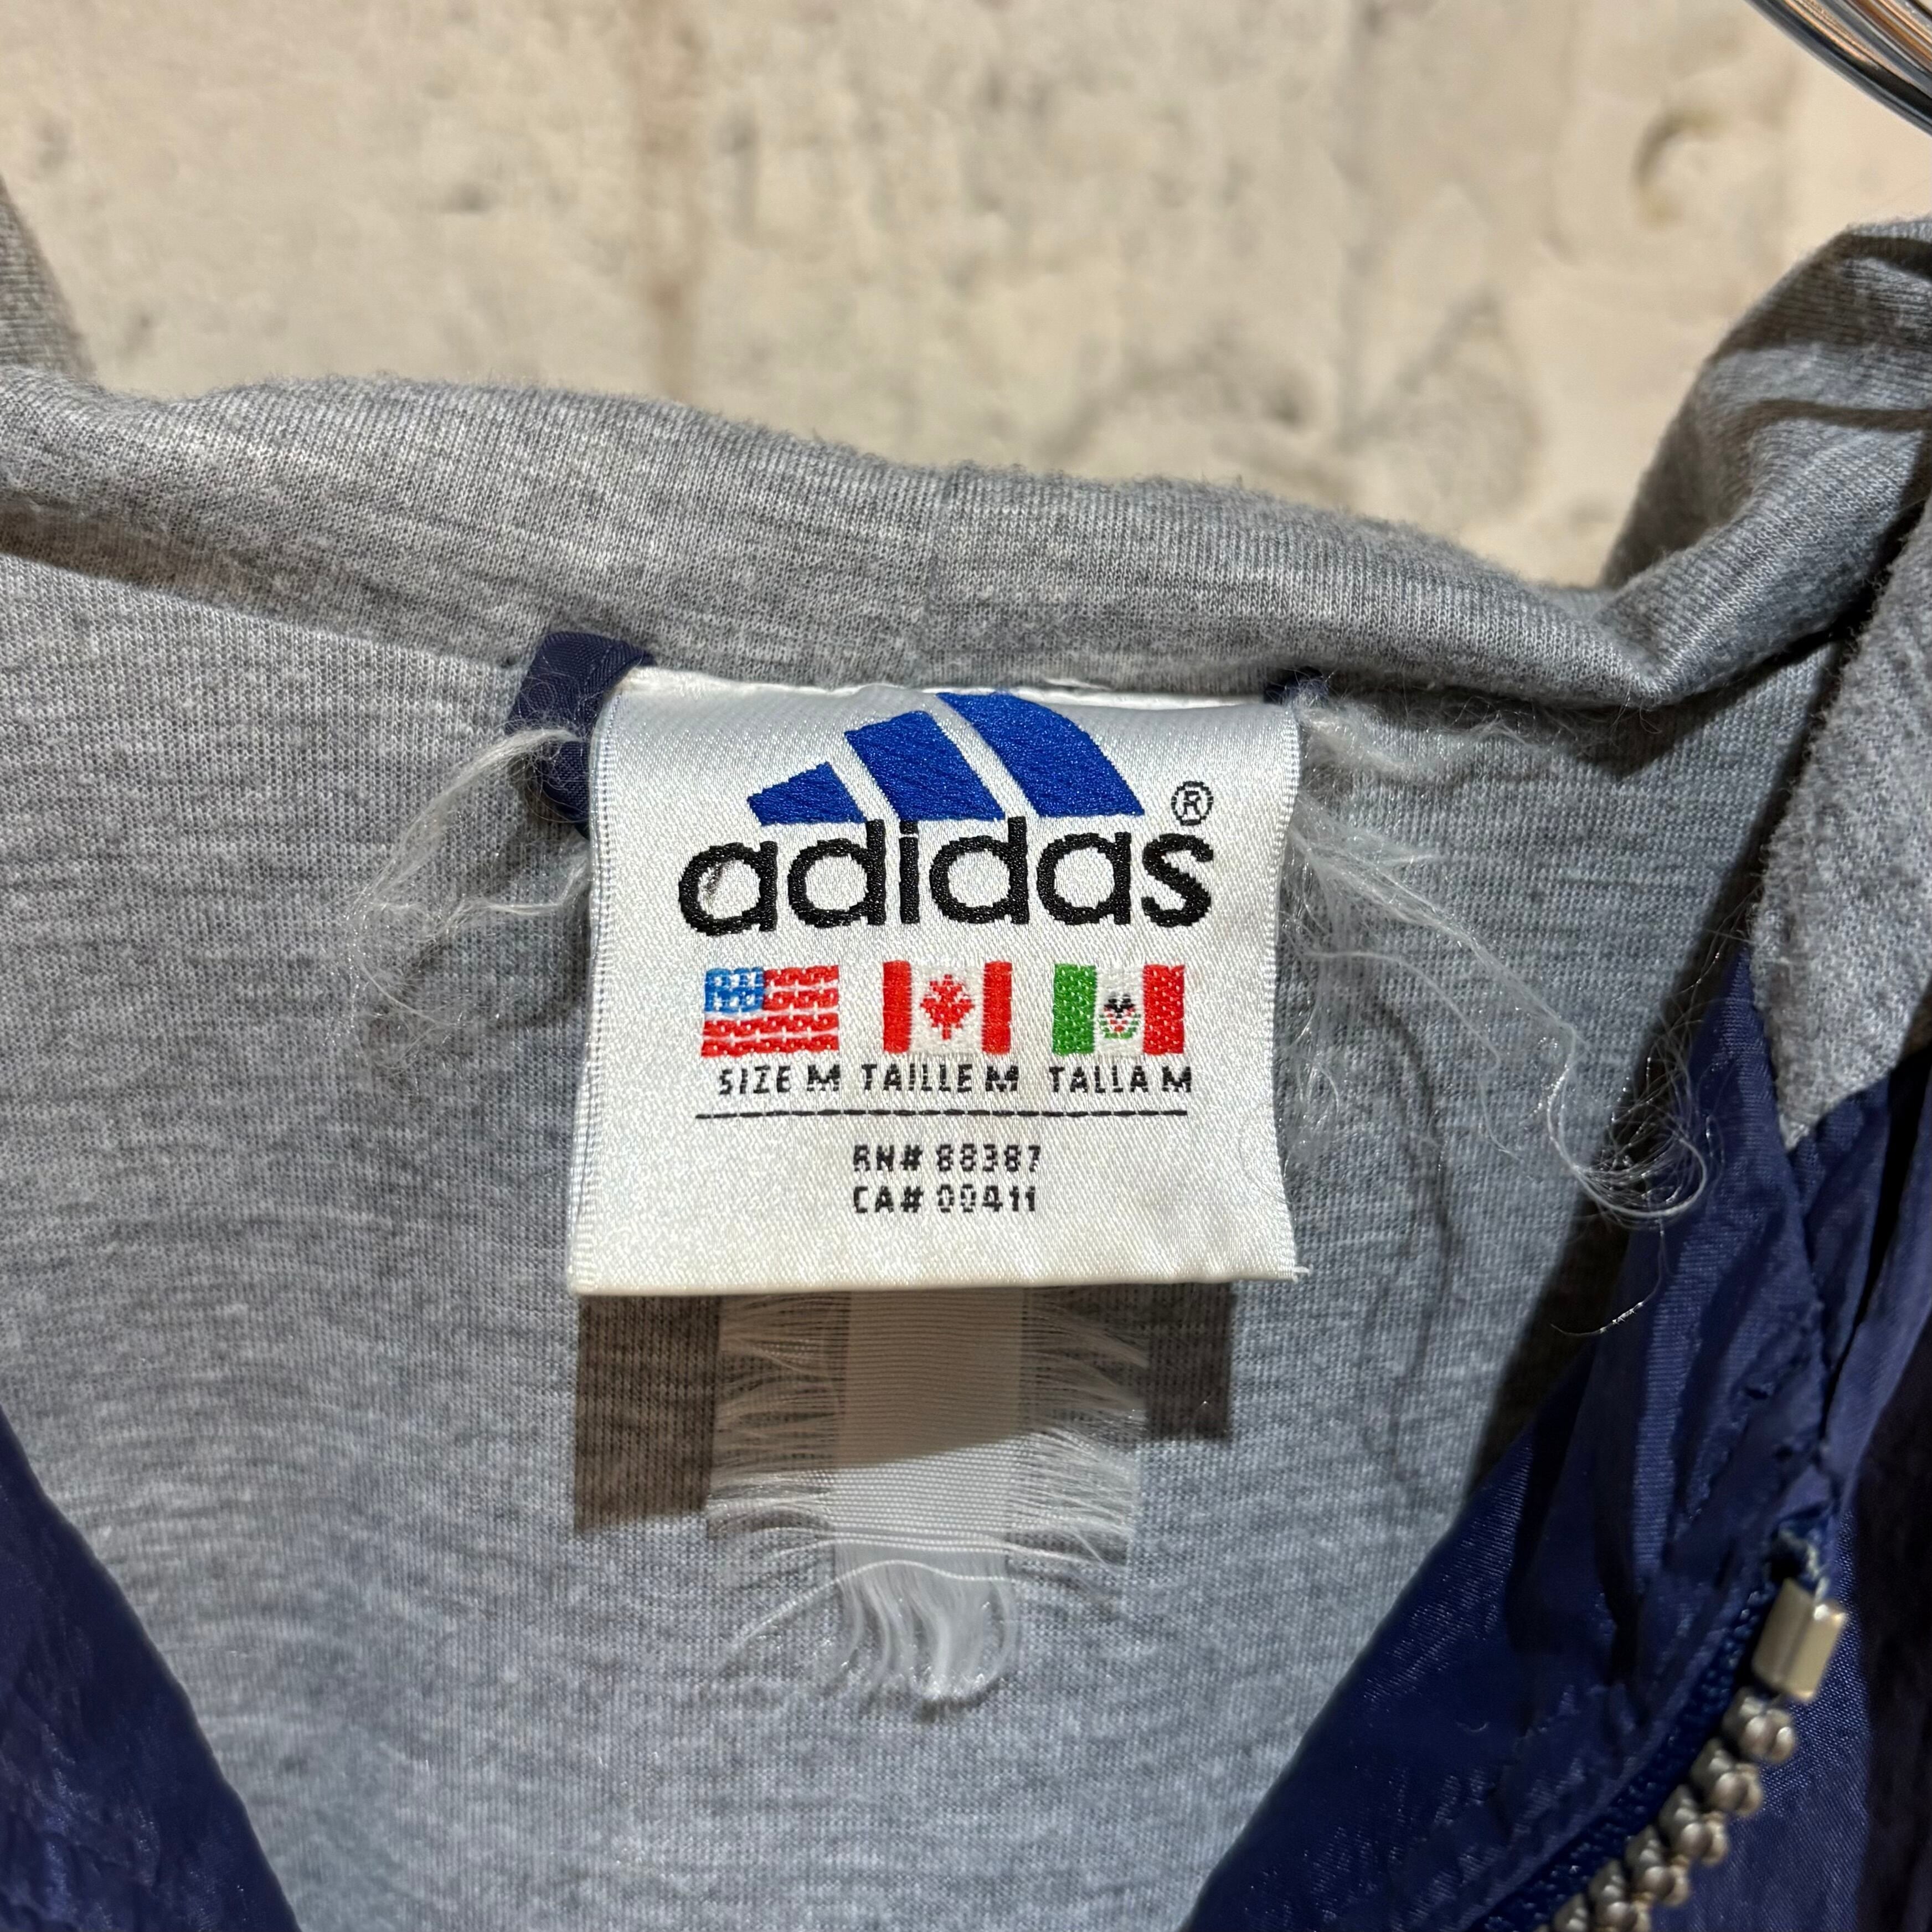 adidas®
SIZE M TAILLE M TALLA M
RN# 88387
CA# 00411